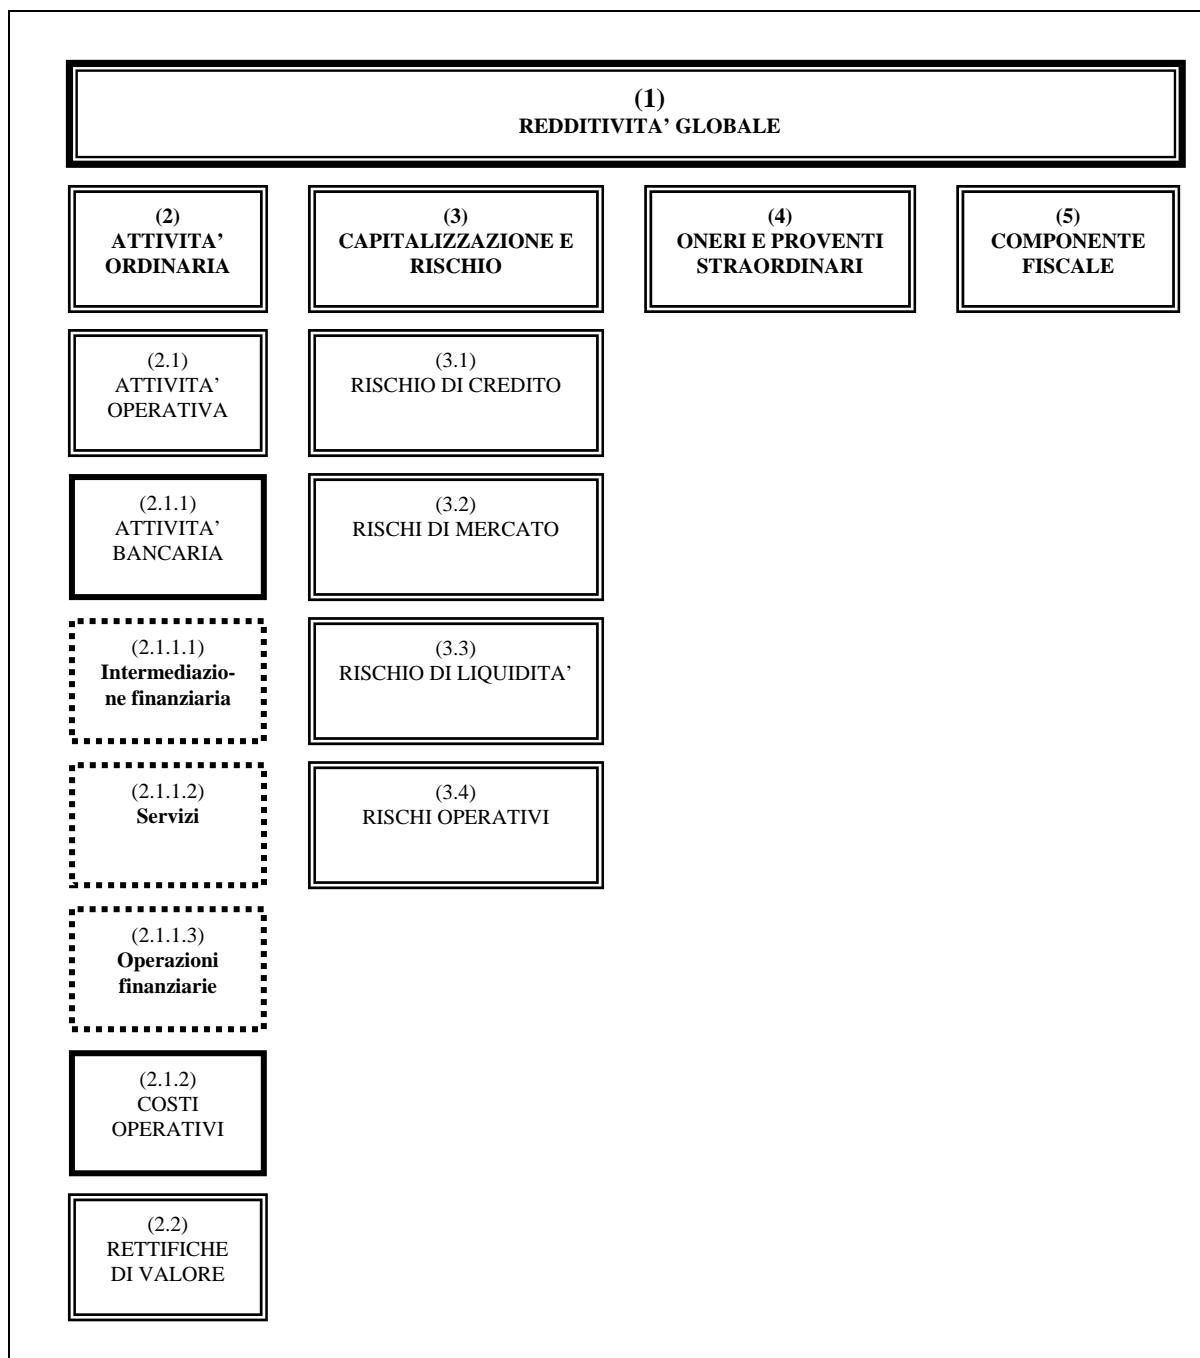 (1)
REDDITIVITA’ GLOBALE
(2)
ATTIVITA’
ORDINARIA
(3)
CAPITALIZZAZIONE E
RISCHIO
(4)
ONERI E PROVENTI
STRAORDINARI
(5)
COMPONENTE
FISCALE
(2.1)
ATTIVITA’
OPERATIVA
(3.1)
RISCHIO DI CREDITO
(2.1.1)
ATTIVITA’
BANCARIA
(3.2)
RISCHI DI MERCATO
(2.1.1.1)
Intermediazio-
ne finanziaria
(3.3)
RISCHIO DI LIQUIDITA’
(2.1.1.2)
Servizi
(3.4)
RISCHI OPERATIVI
(2.1.1.3)
Operazioni
finanziarie
(2.1.2)
COSTI
OPERATIVI
(2.2)
RETTIFICHE
DI VALORE